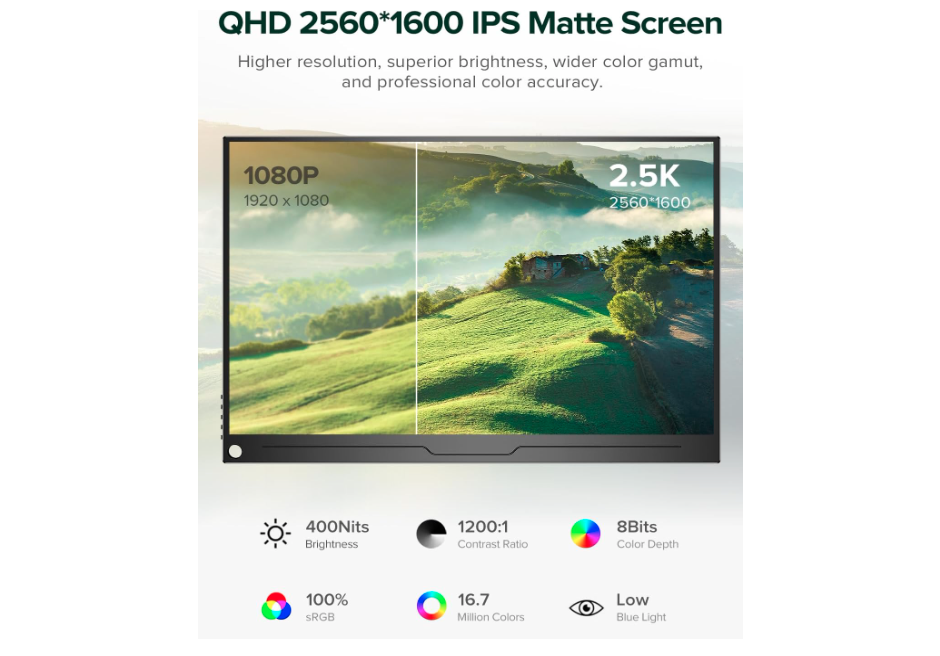 QHD 2560*1600 IPS Matte Screen
Higher resolution, superior brightness, wider color gamut,
and professional color accuracy.
1080P
1920 x 1080
2.5K
2560*1600
400Nits
Brightness
1200:1
Contrast Ratio
8Bits
Color Depth
100%
sRGB
16.7
Million Colors
Low
Blue Light